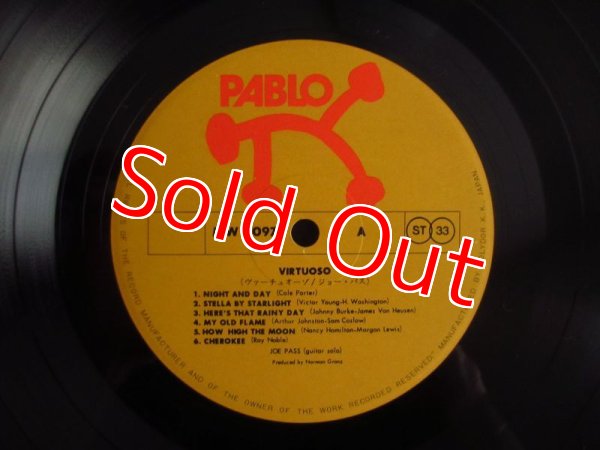 PABLO
Sold Out
A
ST 33
VIRTUOSO
(ヴァーチュオーゾ/ジョー・パス)
1. NIGHT AND DAY (Cole Porter)
2. STELLA BY STARLIGHT (Victor Young-H. Washington)
3. HERE'S THAT RAINY DAY (Johnny Burke-James Van Heusen)
4. MY OLD FLAME (Arthur Johnston-Sam Coslow)
5. HOW HIGH THE MOON (Nancy Hamilton-Morgan Lewis)
6. CHEROKEE (Ray Noble)
JOE PASS (guitar solo)
Produced by Norman Granz
OF THE RECORD MANUFACTURER AND OF THE OWNER OF THE WORK RECORDED RESERVED. MANUFACTURED BY POLYDOR K. K. JAPAN